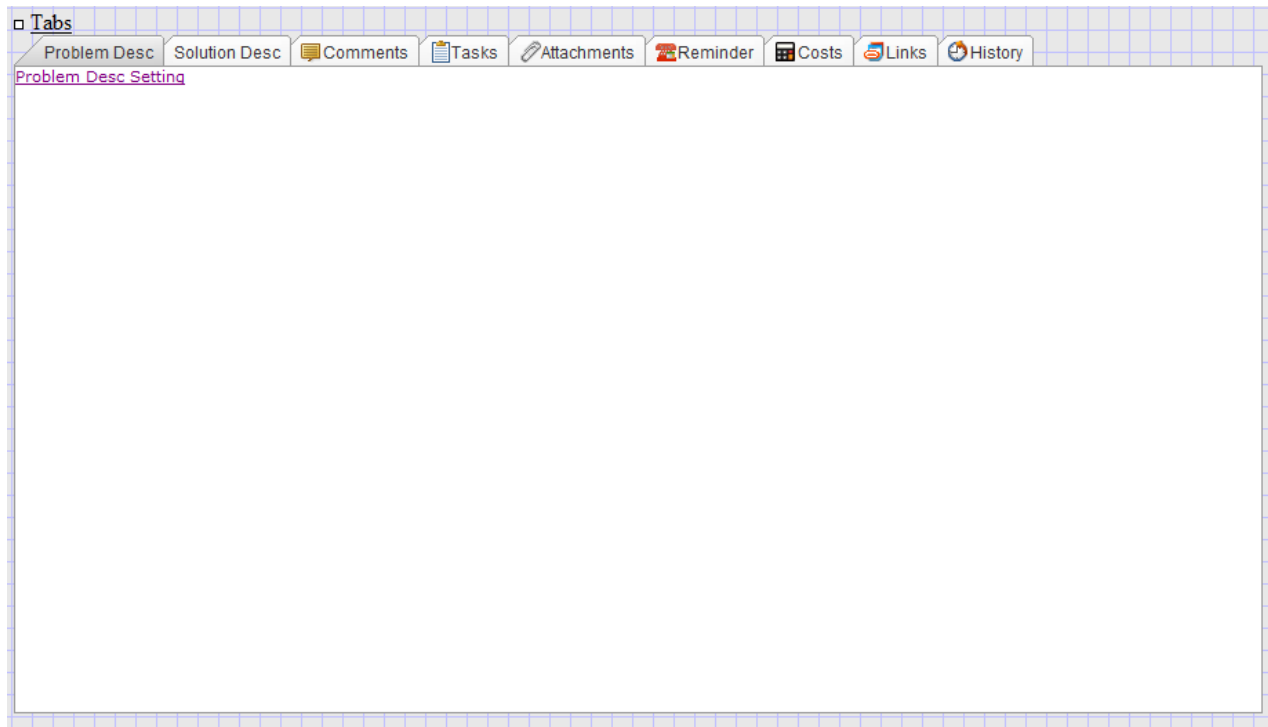 Tabs
Problem Desc Solution Desc Comments Tasks Attachments Reminder Costs Links History
Problem Desc Setting